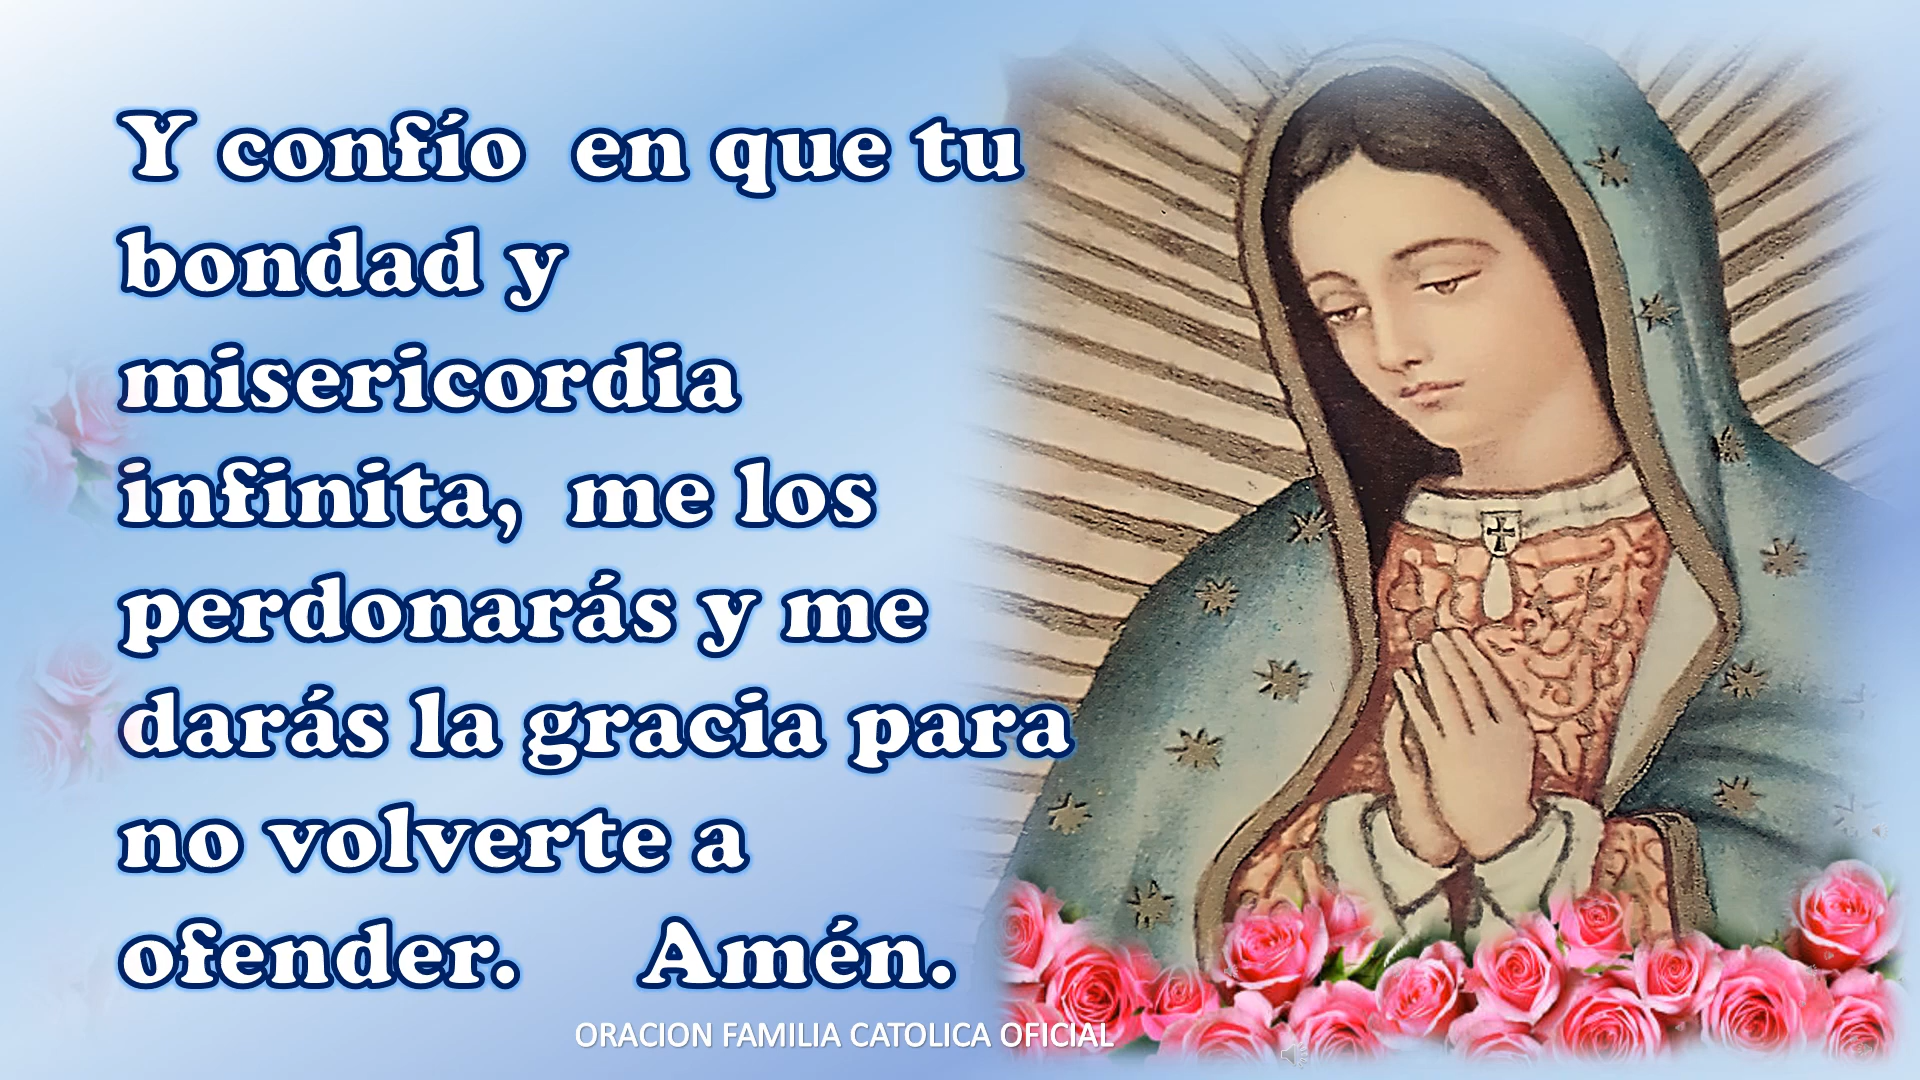 Y confío en que tu
bondad y
misericordia
infinita, me los
perdonarás y me
darás la gracia para
no volverte a
ofender. Amén.
ORACION FAMILIA CATOLICA OFICIAL